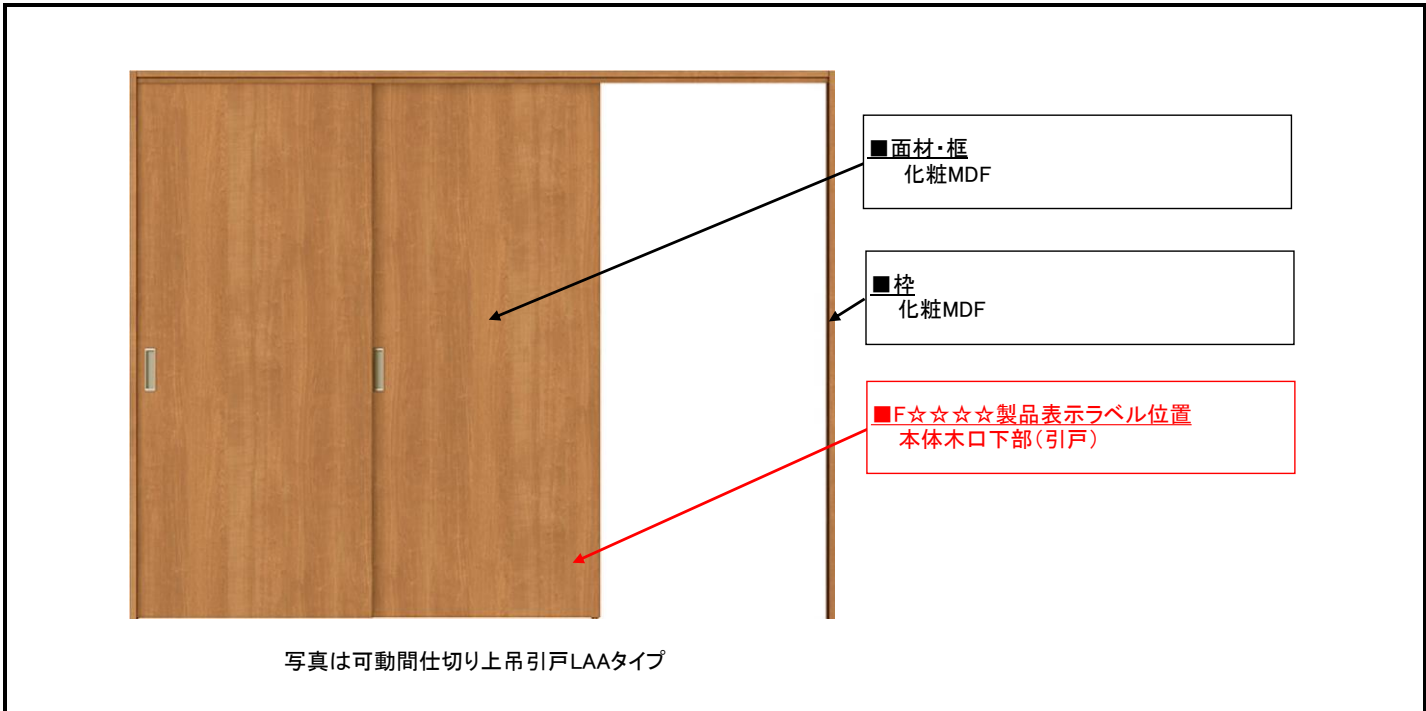 ■面材・框
化粧MDF
■枠
化粧MDF
■F☆☆☆☆製品表示ラベル位置
本体木口下部(引戸)
写真は可動間仕切り上吊引戸LAAタイプ